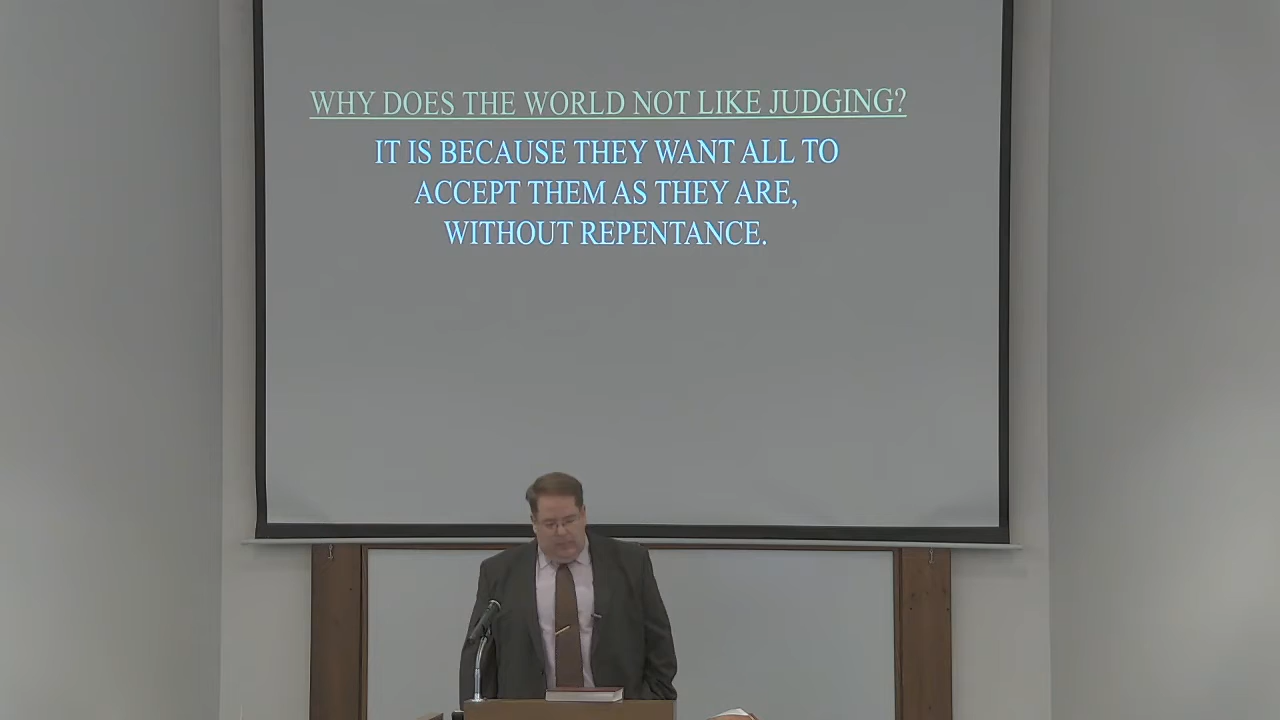 WHY DOES THE WORLD NOT LIKE JUDGING?
IT IS BECAUSE THEY WANT ALL TO
ACCEPT THEM AS THEY ARE,
WITHOUT REPENTANCE.